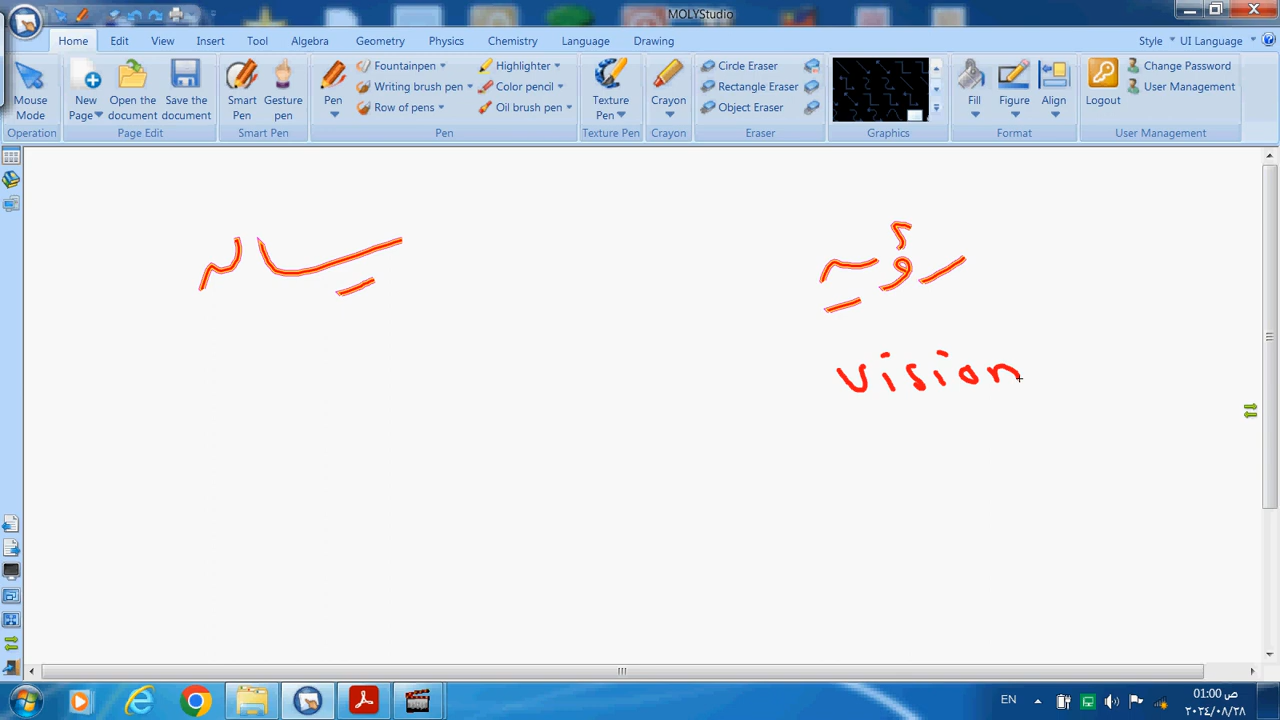 MOLYStudio
Home Edit View Insert Tool Algebra Geometry Physics Chemistry Language Drawing Style UI Language
Mouse Mode
Operation
New Page
Open the document
Save the document
Page Edit
Smart Pen
Gesture pen
Smart Pen
Pen
Fountainpen
Writing brush pen
Row of pens
Highlighter
Color pencil
Oil brush pen
Pen
Texture Pen
Texture Pen
Crayon
Crayon
Circle Eraser
Rectangle Eraser
Object Eraser
Eraser
Graphics
Fill
Figure
Align
Format
Logout
Change Password
User Management
User Management
رؤيه
vision
EN
01:00 ص
٢٠٢٤/٠٨/٢٨